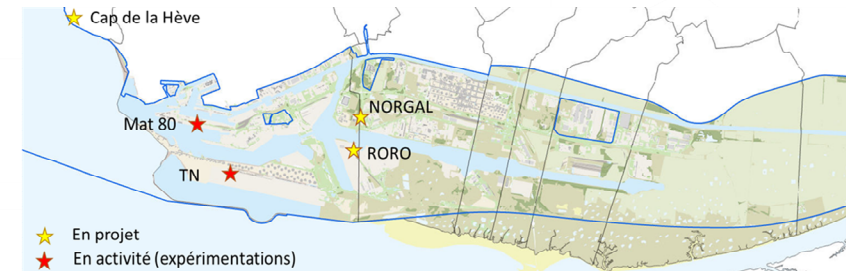 Cap de la Hève
NORGAL
Mat 80
RORO
TN
En projet
En activité (expérimentations)